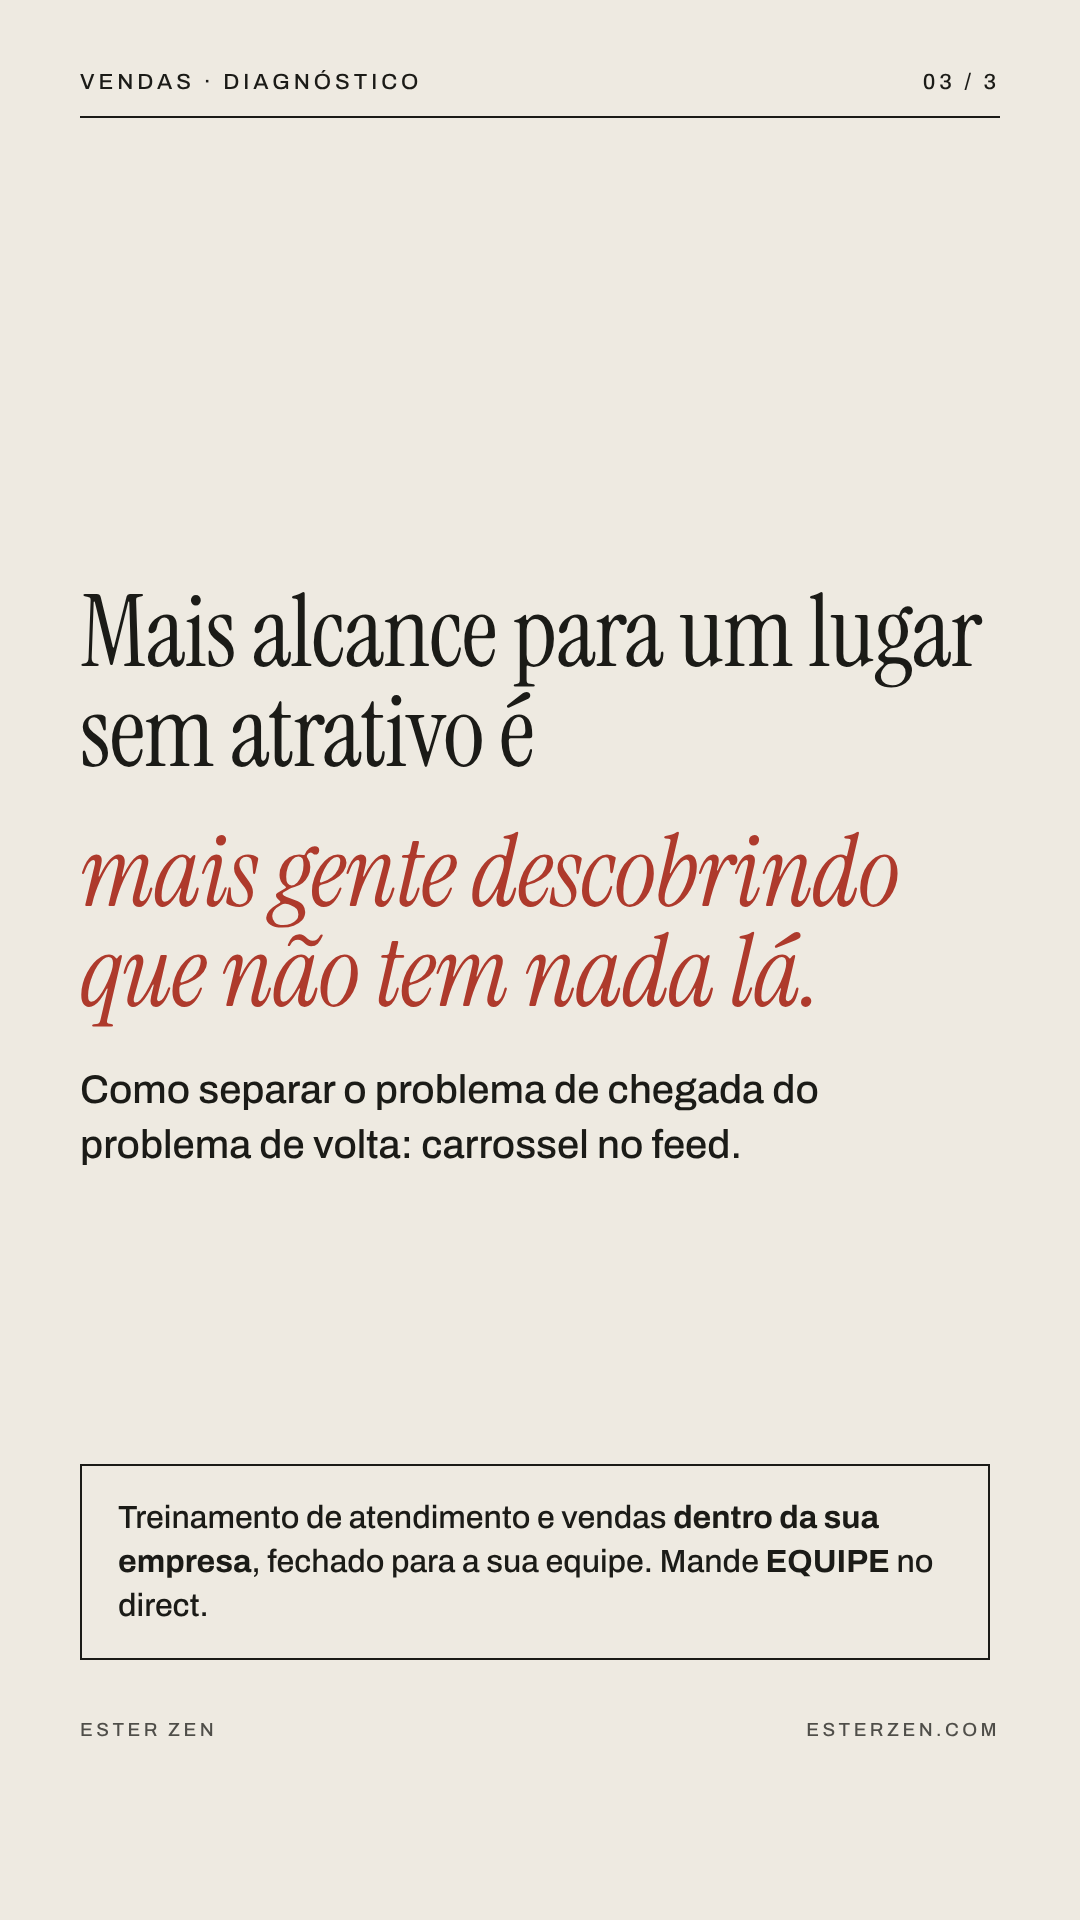 VENDAS · DIAGNÓSTICO
03 / 3
Mais alcance para um lugar
sem atrativo é
mais gente descobrindo
que não tem nada lá.
Como separar o problema de chegada do
problema de volta: carrossel no feed.
Treinamento de atendimento e vendas dentro da sua
empresa, fechado para a sua equipe. Mande EQUIPE no
direct.
ESTER ZEN
ESTERZEN.COM